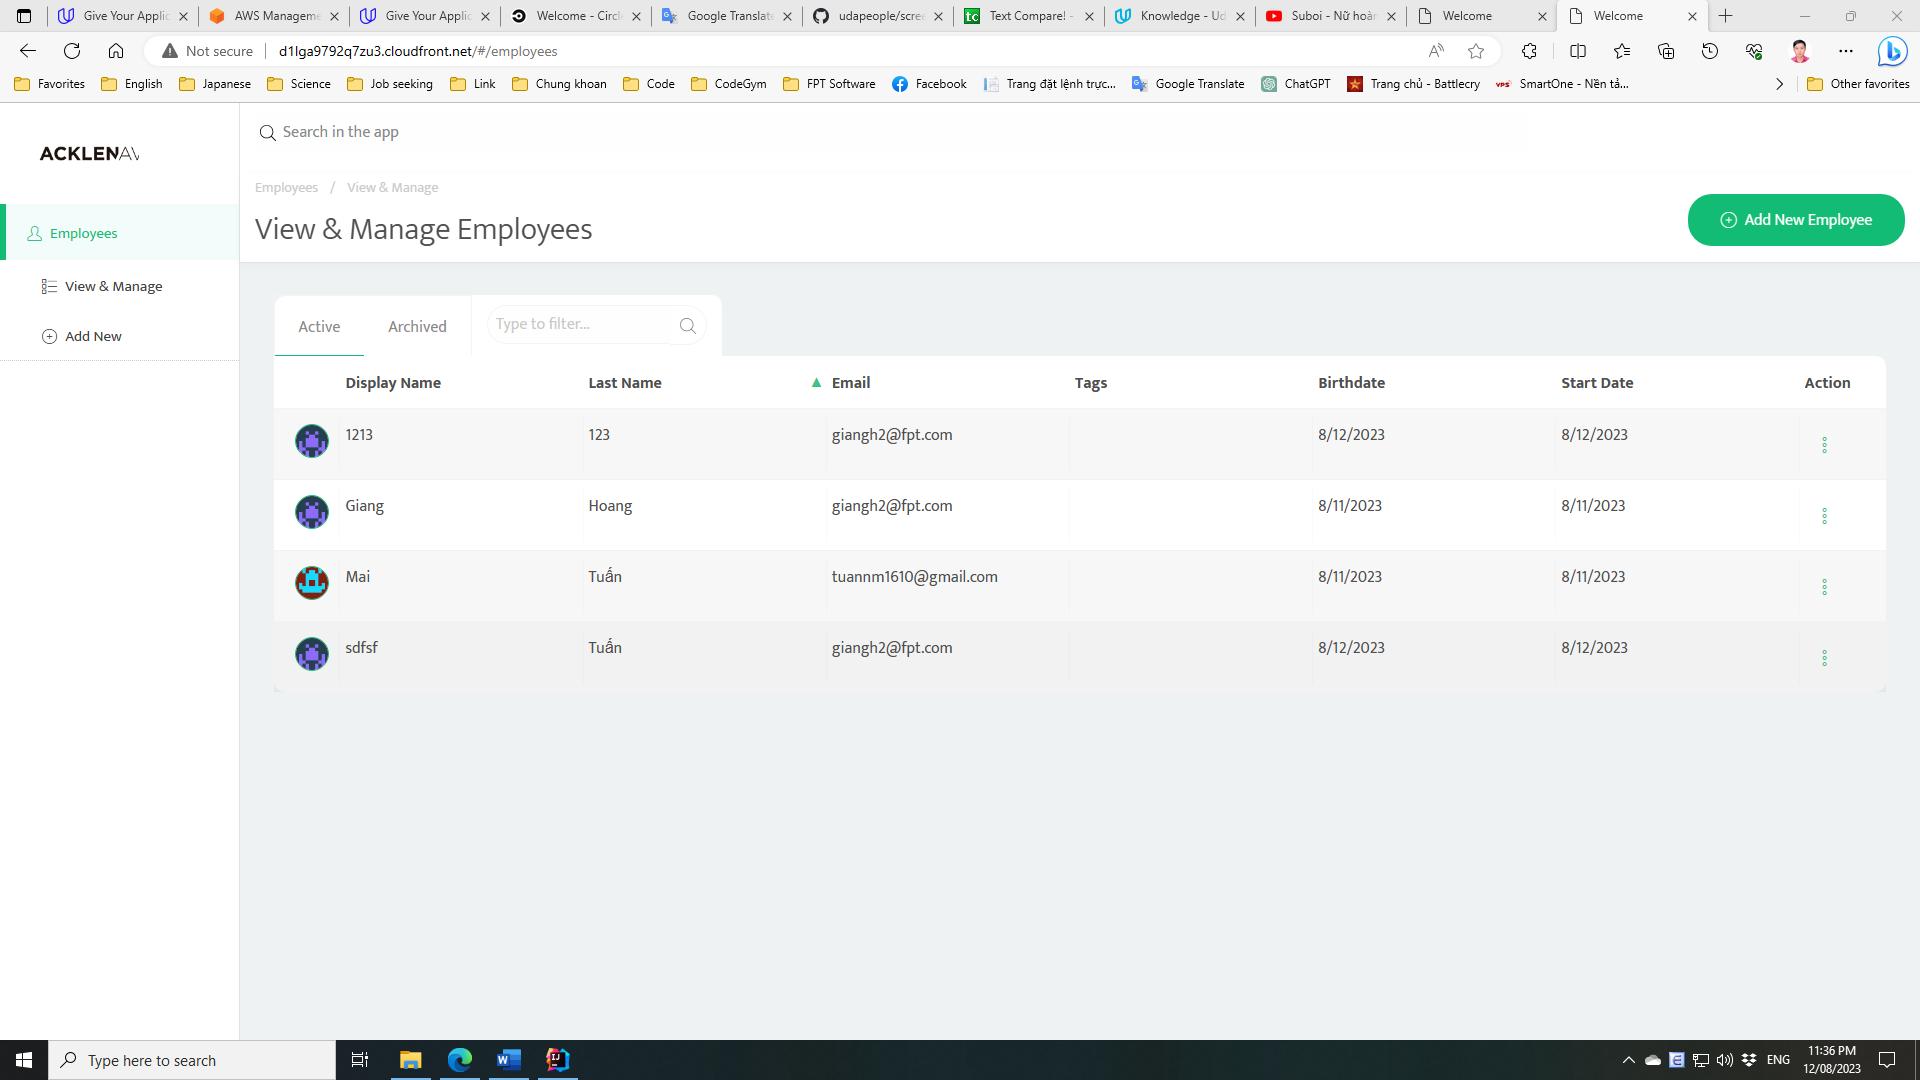 Give Your Applic
AWS Manageme
Give Your Applic
Welcome - Circle
Google Translate
udapeople/scree
Text Compare! -
Knowledge - Ud
Suboi - Nữ hoàn
Welcome
Welcome
Not secure
d1lga9792q7zu3.cloudfront.net/#/employees
Favorites
English
Japanese
Science
Job seeking
Link
Chung khoan
Code
CodeGym
FPT Software
Facebook
Trang đặt lệnh trực...
Google Translate
ChatGPT
Trang chủ - Battlecry
VPS
SmartOne - Nền tả...
Other favorites
ACKLENAV
Search in the app
Employees / View & Manage
View & Manage Employees
Add New Employee
Employees
View & Manage
Add New
Active
Archived
Type to filter...
Display Name Last Name Email Tags Birthdate Start Date Action
1213 123 giangh2@fpt.com 8/12/2023 8/12/2023
Giang Hoang giangh2@fpt.com 8/11/2023 8/11/2023
Mai Tuấn tuannm1610@gmail.com 8/11/2023 8/11/2023
sdfsf Tuấn giangh2@fpt.com 8/12/2023 8/12/2023
Type here to search
ENG
11:36 PM
12/08/2023